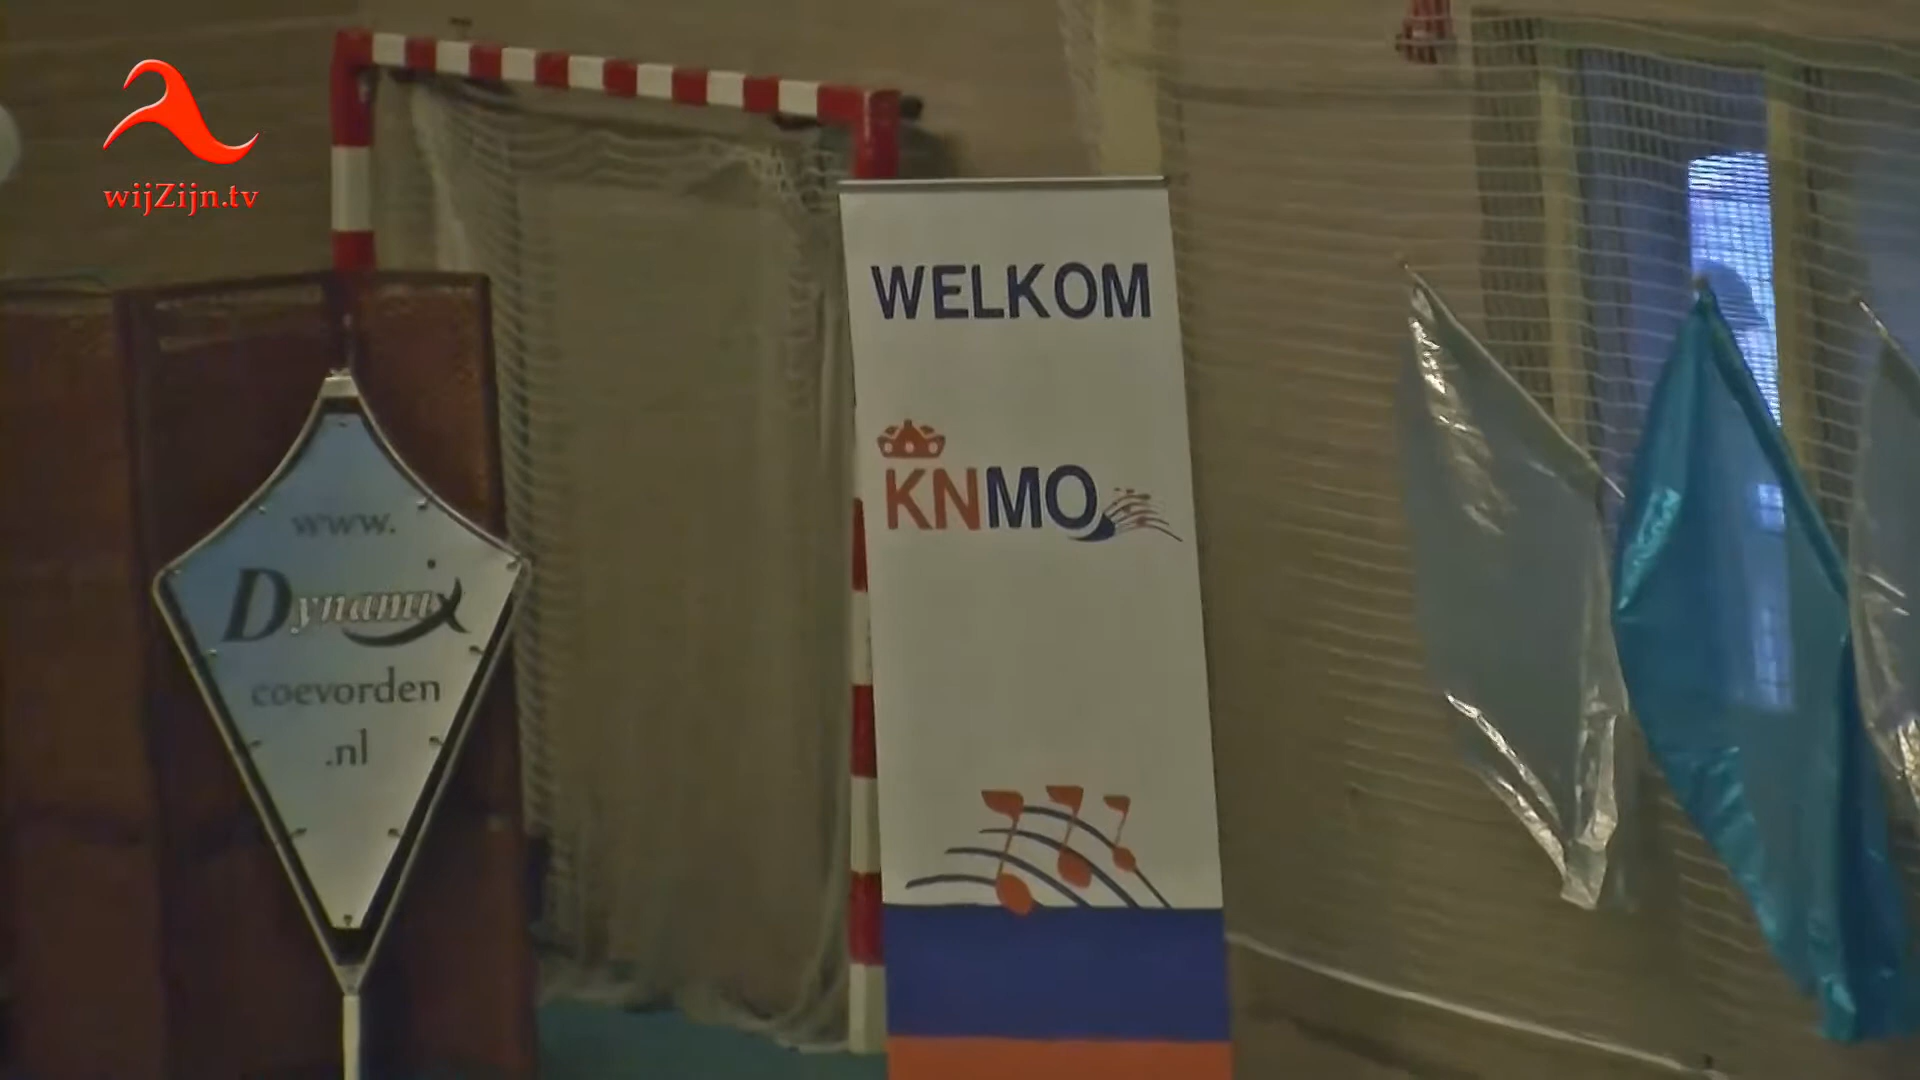 wijZijn.tv
WELKOM
KNMO
www.
Dynamix
coevorden
.nl